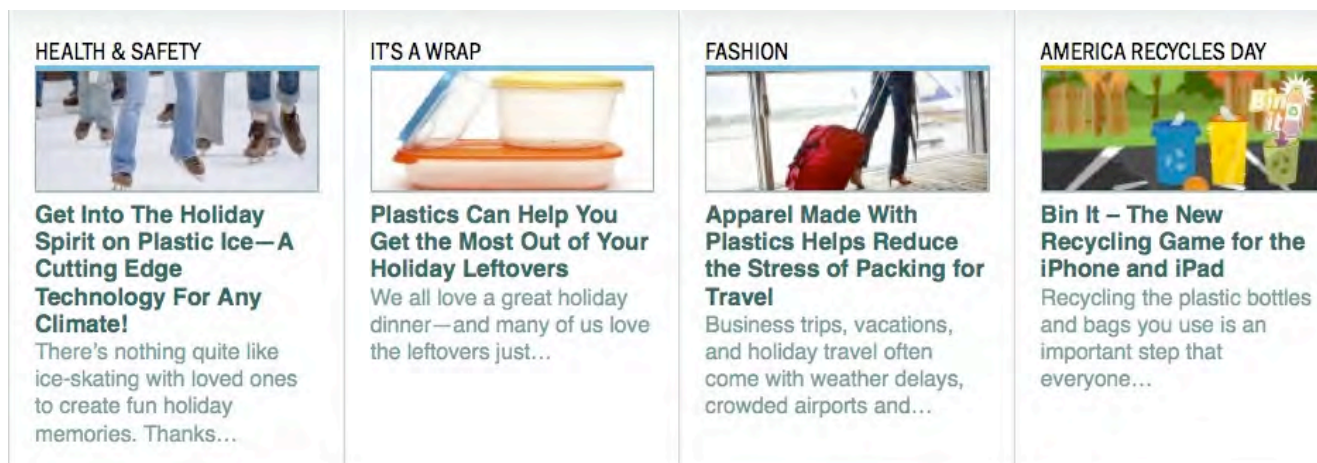 HEALTH & SAFETY
Get Into The Holiday
Spirit on Plastic Ice—A
Cutting Edge
Technology For Any
Climate!
There's nothing quite like
ice-skating with loved ones
to create fun holiday
memories. Thanks…
IT'S A WRAP
Plastics Can Help You
Get the Most Out of Your
Holiday Leftovers
We all love a great holiday
dinner—and many of us love
the leftovers just…
FASHION
Apparel Made With
Plastics Helps Reduce
the Stress of Packing for
Travel
Business trips, vacations,
and holiday travel often
come with weather delays,
crowded airports and…
AMERICA RECYCLES DAY
Bin
It
Bin It – The New
Recycling Game for the
iPhone and iPad
Recycling the plastic bottles
and bags you use is an
important step that
everyone…